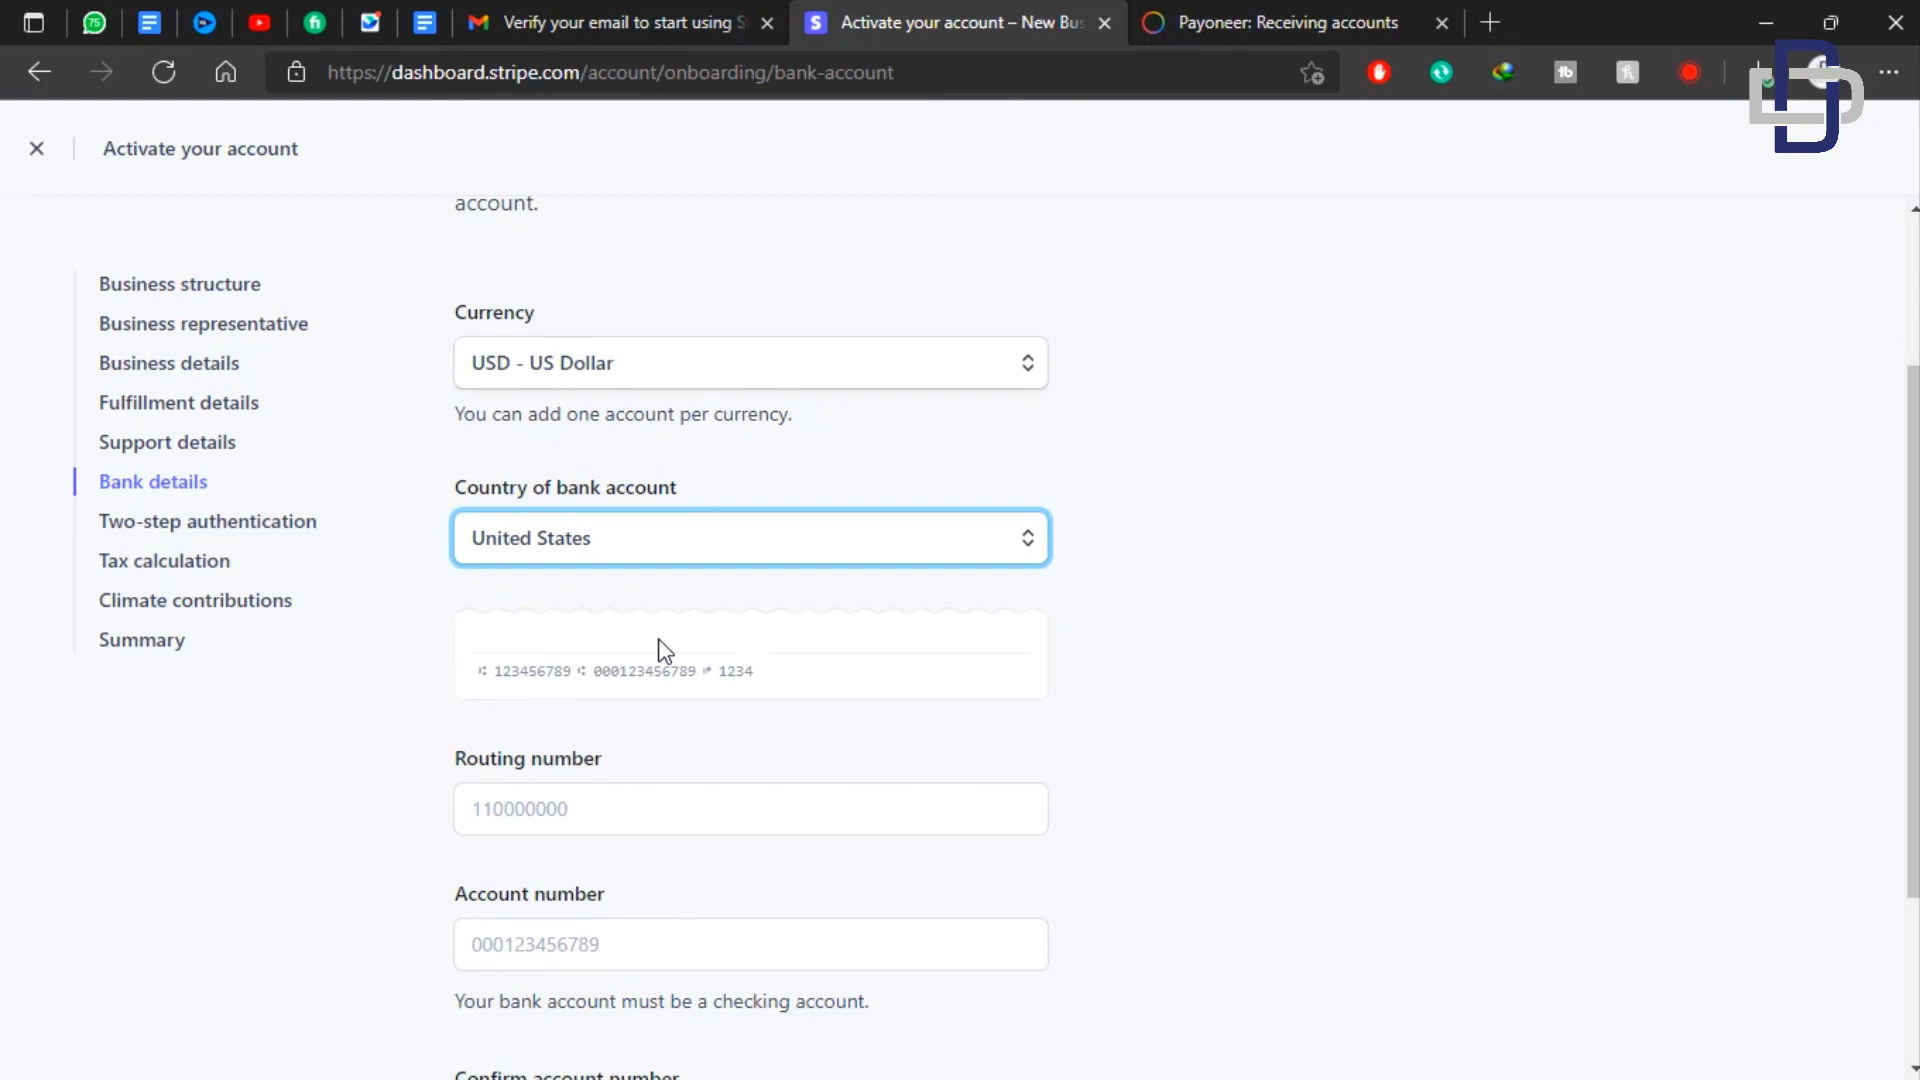 75
Verify your email to start using S
Activate your account – New Bus
Payoneer: Receiving accounts
https://dashboard.stripe.com/account/onboarding/bank-account
Activate your account
account.
Business structure
Business representative
Business details
Fulfillment details
Support details
Bank details
Two-step authentication
Tax calculation
Climate contributions
Summary
Currency
USD - US Dollar
You can add one account per currency.
Country of bank account
United States
⑆ 123456789 ⑆ 000123456789 ⑈ 1234
Routing number
110000000
Account number
000123456789
Your bank account must be a checking account.
Confirm account number